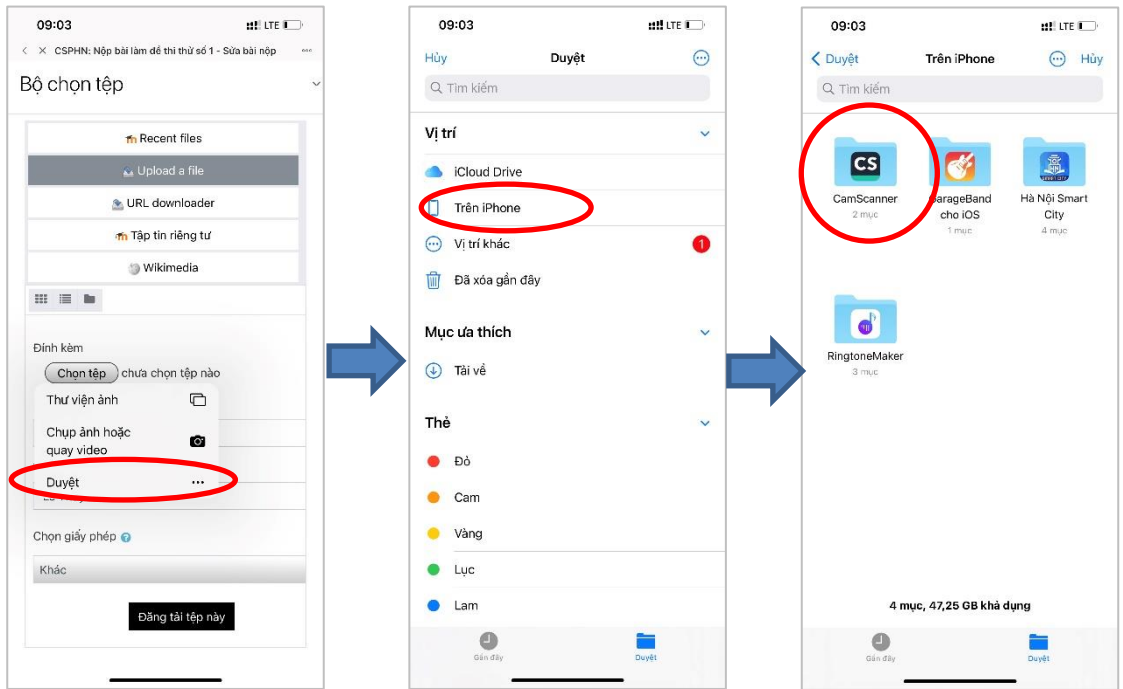 09:03
LTE
CSPHN: Nộp bài làm đề thi thử số 1 - Sửa bài nộp
Bộ chọn tệp
Recent files
Upload a file
URL downloader
Tập tin riêng tư
Wikimedia
Đính kèm
Chọn tệp chưa chọn tệp nào
Thư viện ảnh
Chụp ảnh hoặc
quay video
Duyệt
Chọn giấy phép
Khác
Đăng tải tệp này
09:03
LTE
Hủy Duyệt
Tìm kiếm
Vị trí
iCloud Drive
Trên iPhone
Vị trí khác 1
Đã xóa gần đây
Mục ưa thích
Tải về
Thẻ
Đỏ
Cam
Vàng
Lục
Lam
Gần đây Duyệt
09:03
LTE
Duyệt Trên iPhone Hủy
Tìm kiếm
CS
CamScanner
2 mục
GarageBand
cho iOS
1 mục
Hà Nội Smart
City
4 mục
RingtoneMaker
3 mục
4 mục, 47,25 GB khả dụng
Gần đây Duyệt